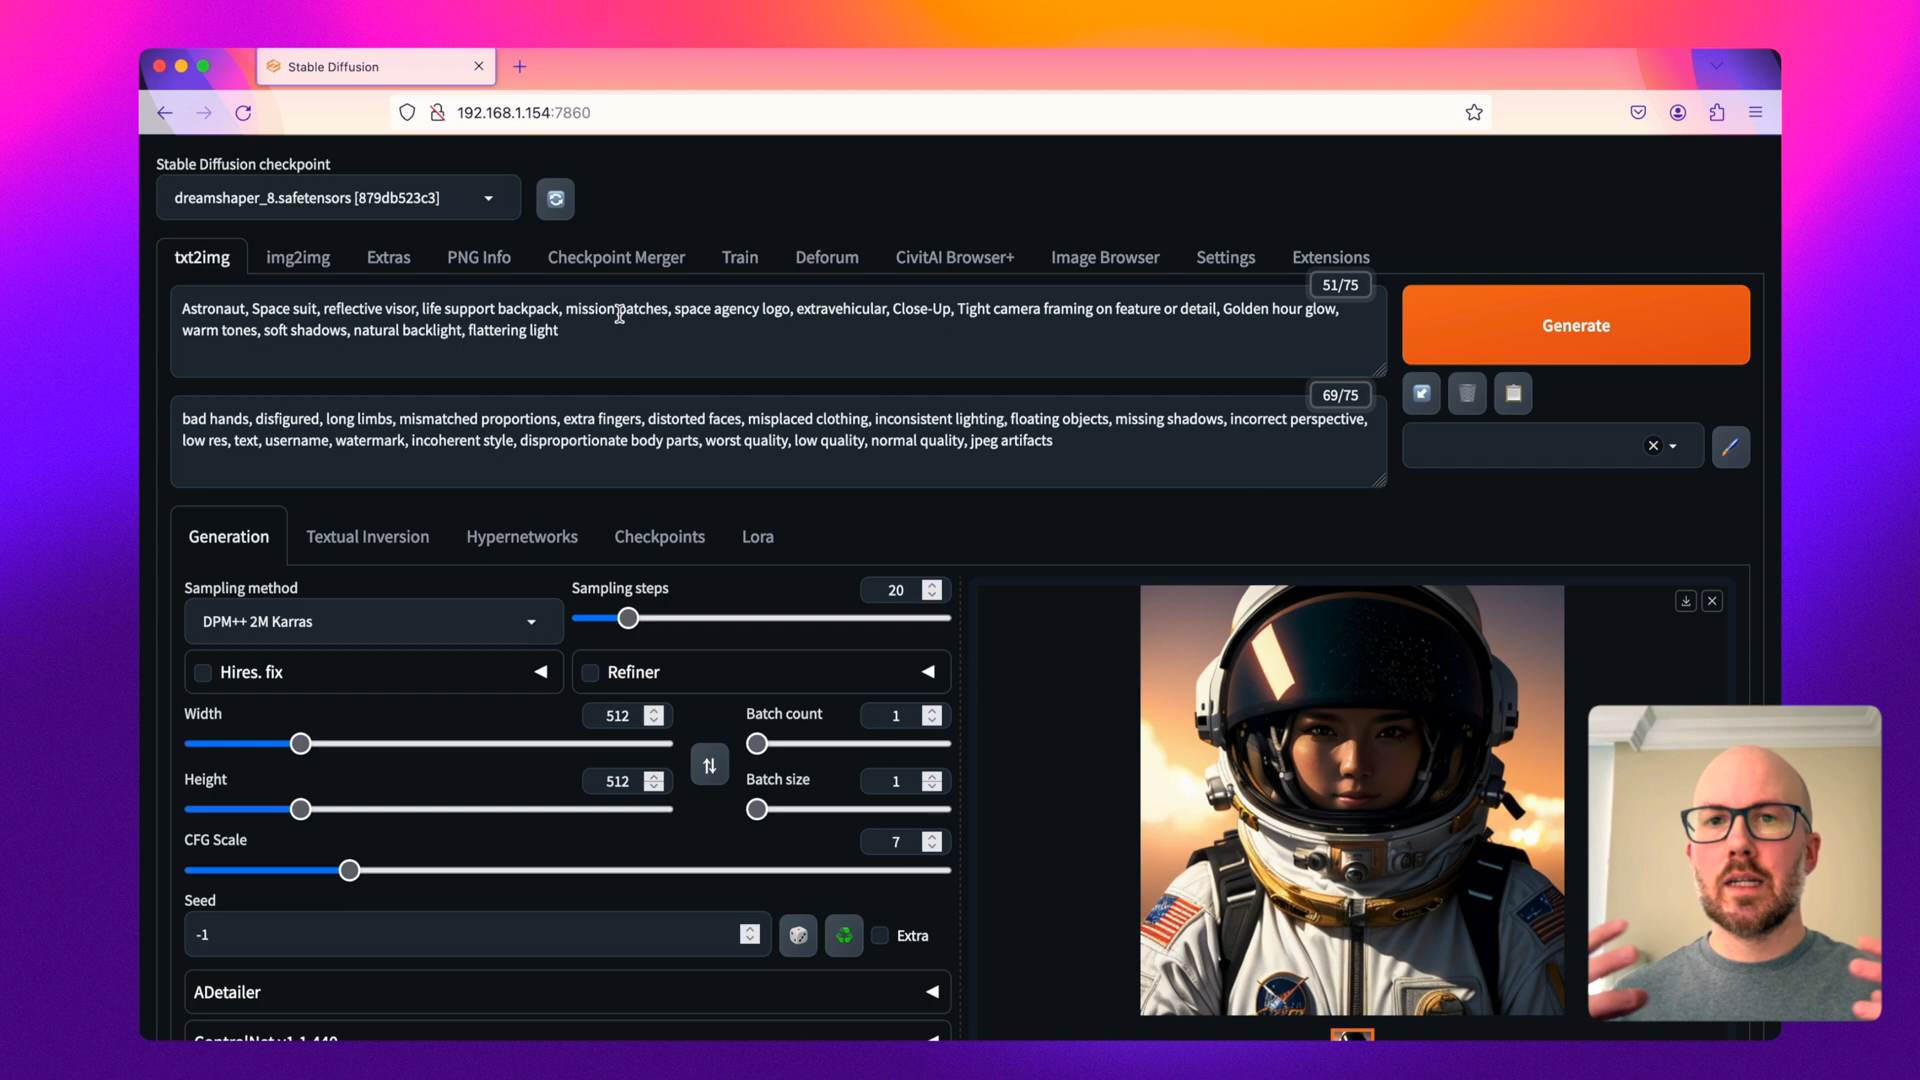 Stable Diffusion
192.168.1.154:7860
Stable Diffusion checkpoint
dreamshaper_8.safetensors [879db523c3]
txt2img img2img Extras PNG Info Checkpoint Merger Train Deforum CivitAI Browser+ Image Browser Settings Extensions
51/75
Astronaut, Space suit, reflective visor, life support backpack, mission patches, space agency logo, extravehicular, Close-Up, Tight camera framing on feature or detail, Golden hour glow,
warm tones, soft shadows, natural backlight, flattering light
Generate
69/75
bad hands, disfigured, long limbs, mismatched proportions, extra fingers, distorted faces, misplaced clothing, inconsistent lighting, floating objects, missing shadows, incorrect perspective,
low res, text, username, watermark, incoherent style, disproportionate body parts, worst quality, low quality, normal quality, jpeg artifacts
Generation Textual Inversion Hypernetworks Checkpoints Lora
Sampling method
DPM++ 2M Karras
Sampling steps
20
Hires. fix
Refiner
Width
512
Batch count
1
Height
512
Batch size
1
CFG Scale
7
Seed
-1
Extra
ADetailer
ControlNet v1.1.440